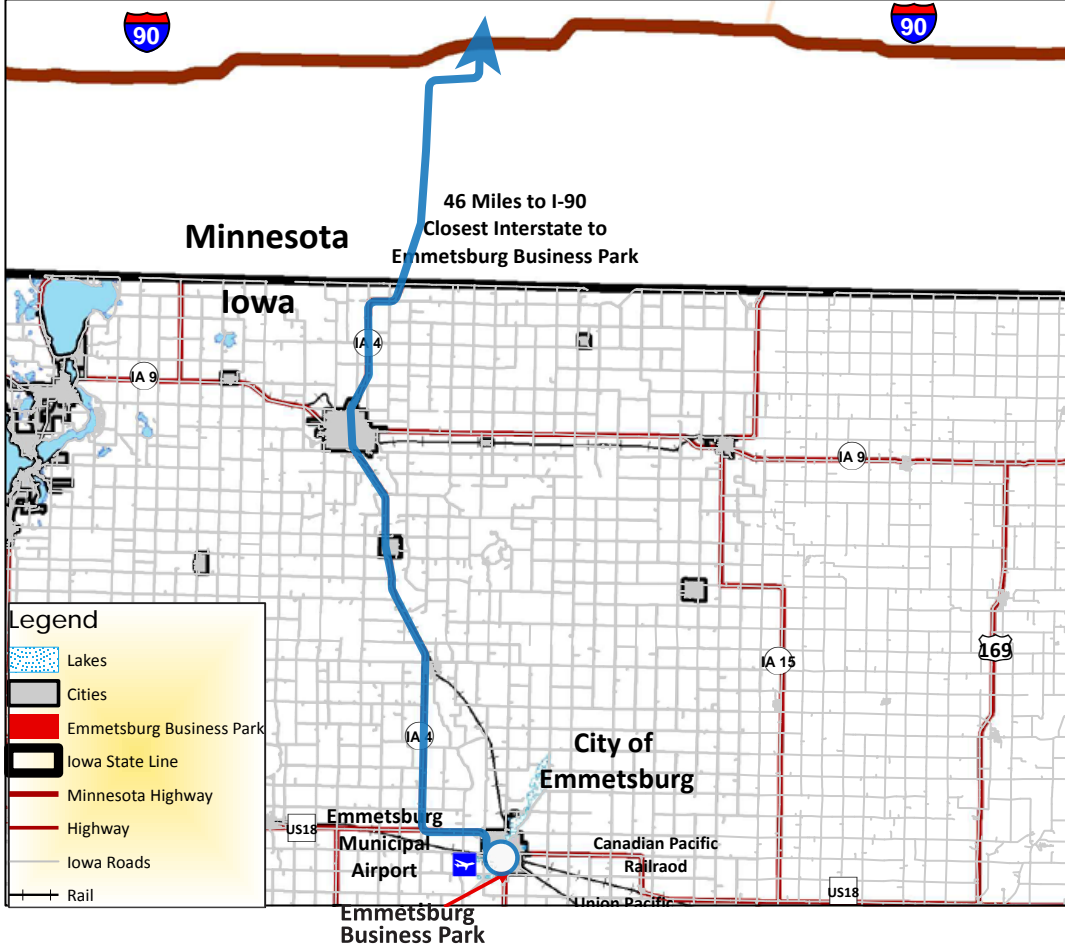 90
90
46 Miles to I-90
Closest Interstate to
Emmetsburg Business Park
Minnesota
Iowa
IA 4
IA 9
IA 9
Legend
Lakes
Cities
Emmetsburg Business Park
Iowa State Line
Minnesota Highway
Highway
Iowa Roads
Rail
169
IA 15
IA 4
City of
Emmetsburg
US18
Emmetsburg
Municipal
Airport
Canadian Pacific
Railraod
US18
Union Pacific
Emmetsburg
Business Park